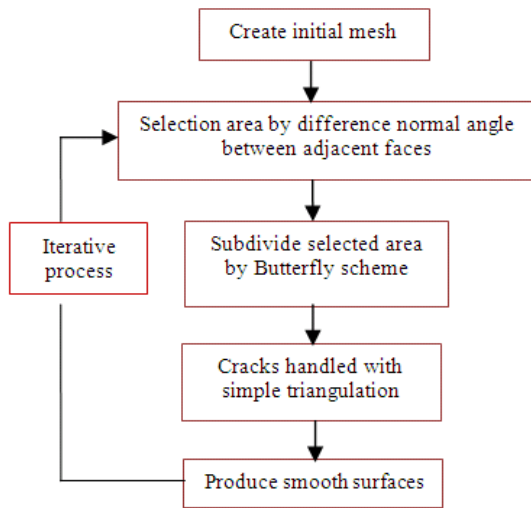 Create initial mesh
Selection area by difference normal angle
between adjacent faces
Iterative
process
Subdivide selected area
by Butterfly scheme
Cracks handled with
simple triangulation
Produce smooth surfaces